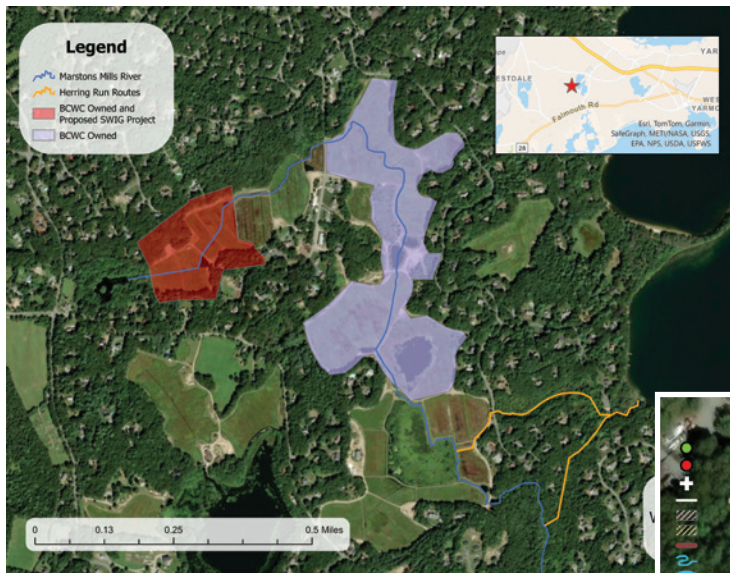 Legend
Marstons Mills River
Herring Run Routes
BCWC Owned and
Proposed SWIG Project
BCWC Owned
YAR
ESTDALE
Falmouth Rd
WES
YARMO
28
Esri, TomTom, Garmin,
SafeGraph, METI/NASA, USGS,
EPA, NPS, USDA, USFWS
0 0.13 0.25 0.5 Miles